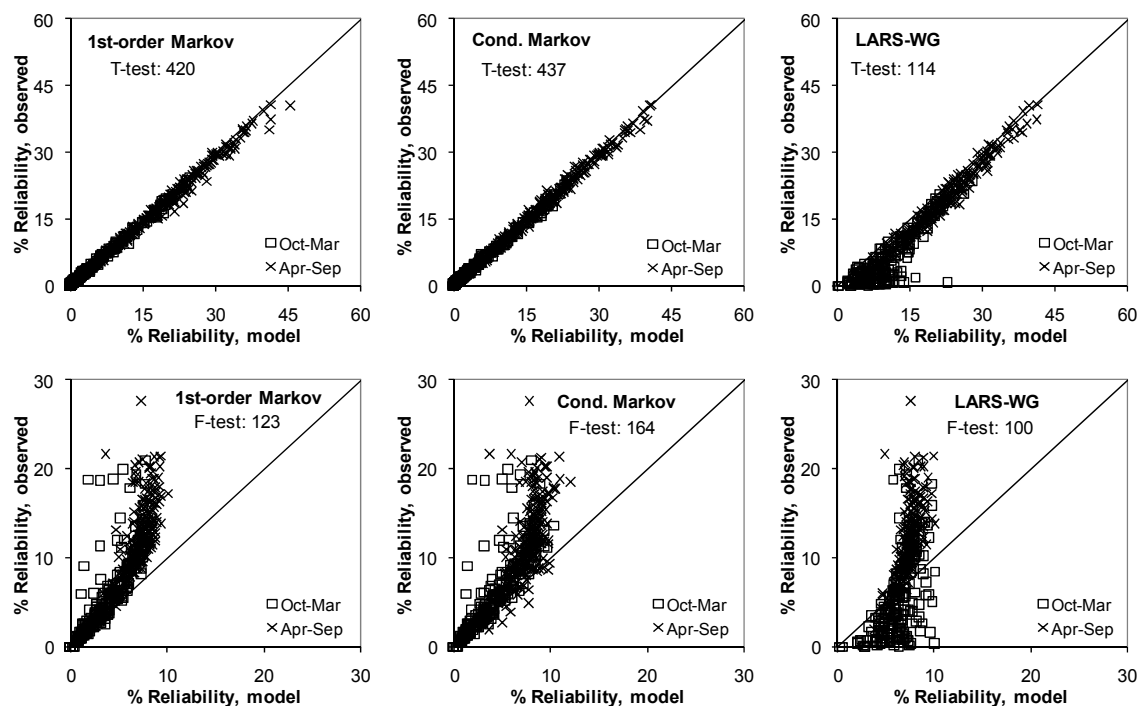 60
45
30
15
0
% Reliability, observed
1st-order Markov
T-test: 420
Oct-Mar
Apr-Sep
0 15 30 45 60
% Reliability, model
60
45
30
15
0
% Reliability, observed
Cond. Markov
T-test: 437
Oct-Mar
Apr-Sep
0 15 30 45 60
% Reliability, model
60
45
30
15
0
% Reliability, observed
LARS-WG
T-test: 114
Oct-Mar
Apr-Sep
0 15 30 45 60
% Reliability, model
30
20
10
0
% Reliability, observed
1st-order Markov
F-test: 123
Oct-Mar
Apr-Sep
0 10 20 30
% Reliability, model
30
20
10
0
% Reliability, observed
Cond. Markov
F-test: 164
Oct-Mar
Apr-Sep
0 10 20 30
% Reliability, model
30
20
10
0
% Reliability, observed
LARS-WG
F-test: 100
Oct-Mar
Apr-Sep
0 10 20 30
% Reliability, model